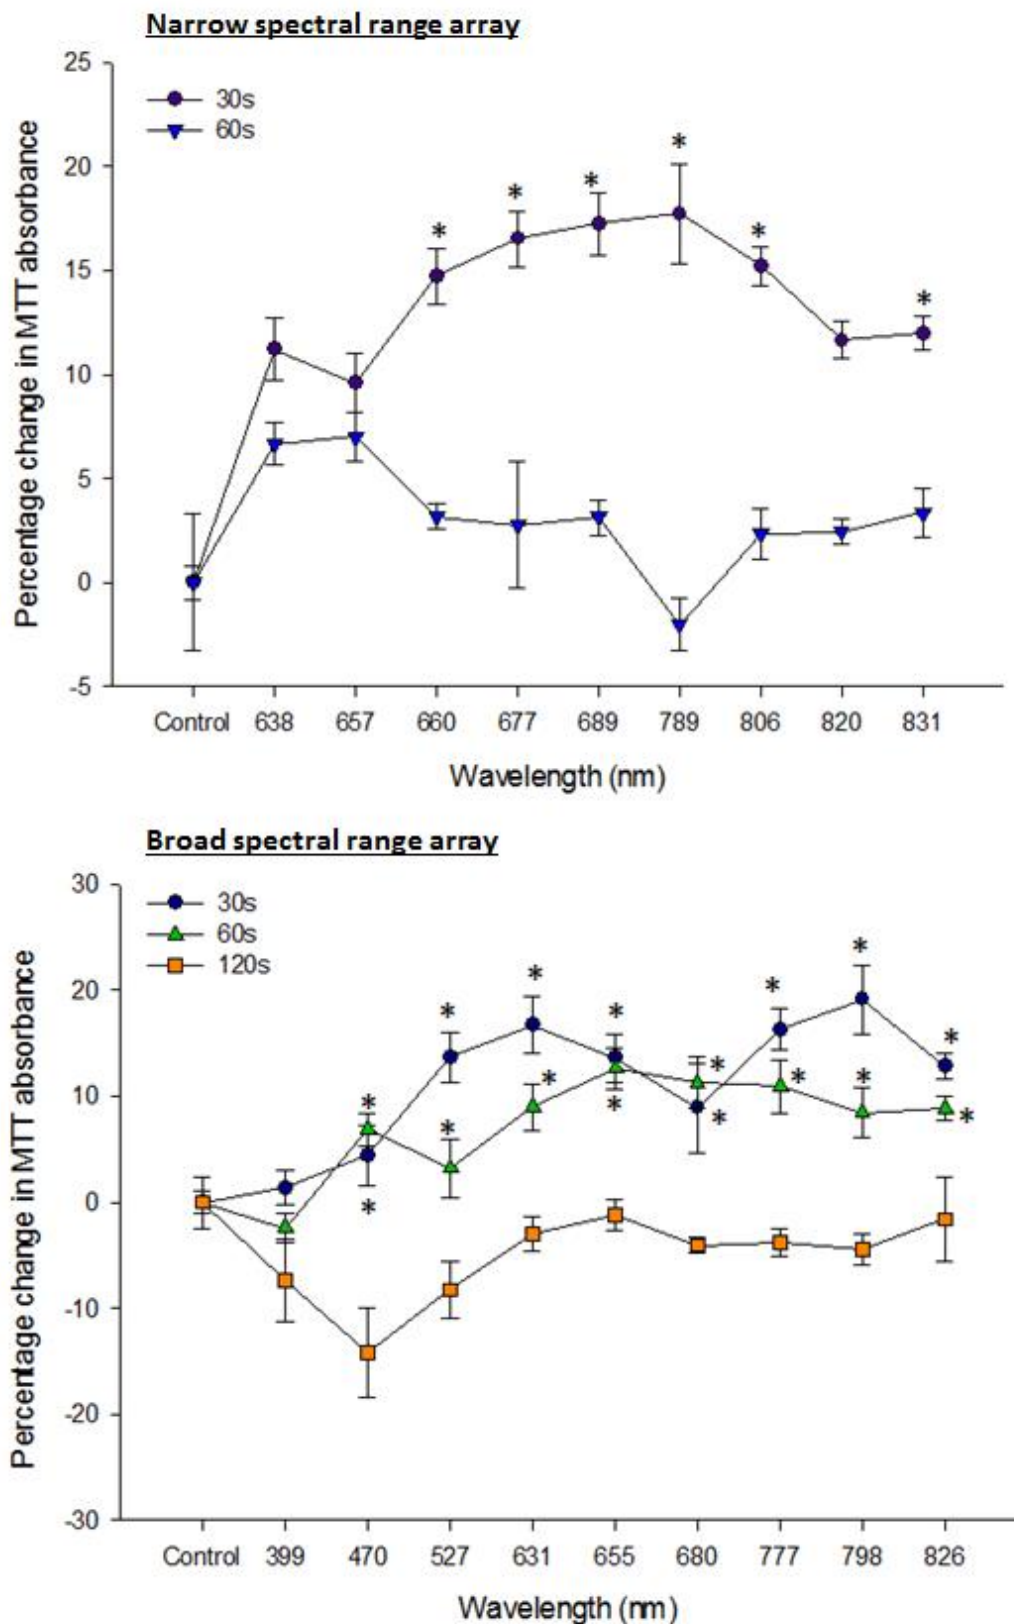 Narrow spectral range array
25
20
15
10
5
0
-5
Percentage change in MTT absorbance
30s
60s
* * * * * *
Control 638 657 660 677 689 789 806 820 831
Wavelength (nm)
Broad spectral range array
30
20
10
0
-10
-20
-30
Percentage change in MTT absorbance
30s
60s
120s
* * * * * * * * * * * * * * * *
Control 399 470 527 631 655 680 777 798 826
Wavelength (nm)